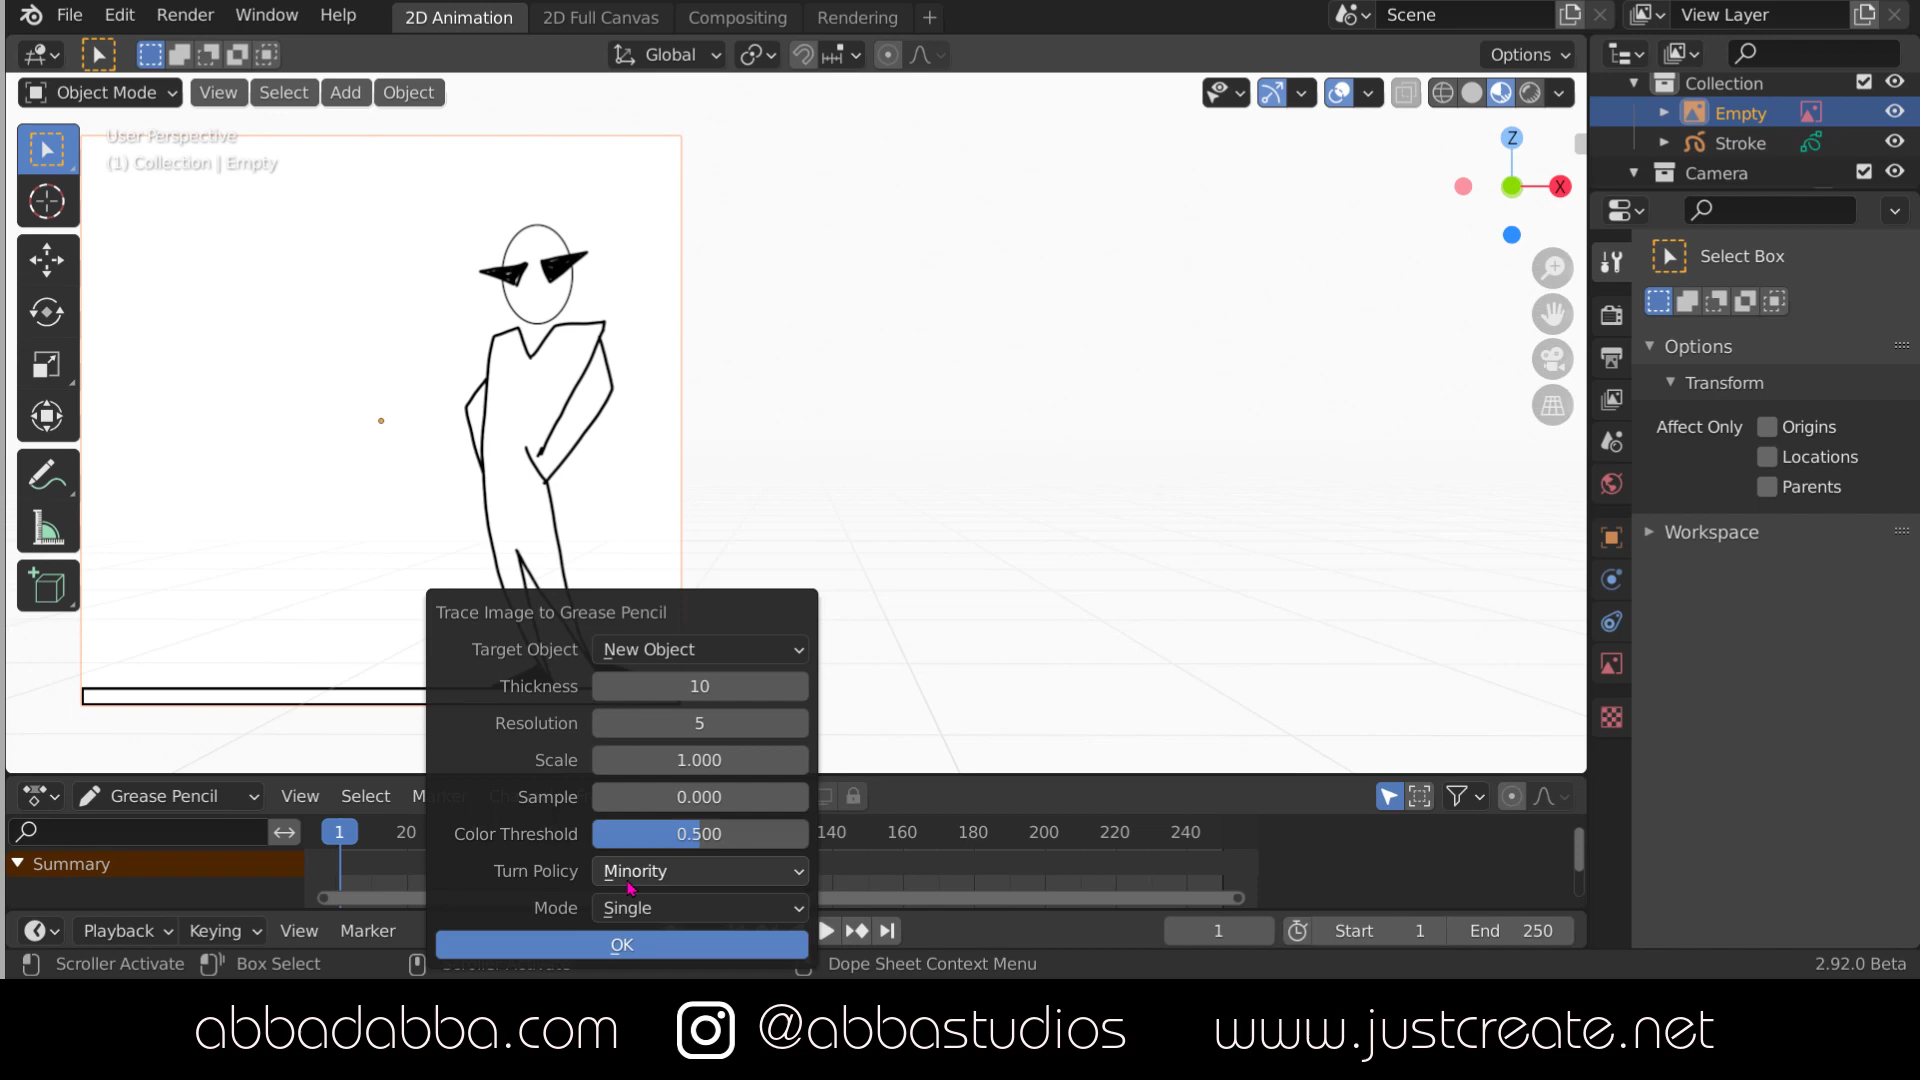 File Edit Render Window Help 2D Animation 2D Full Canvas Compositing Rendering + Scene View Layer
Global Options
Object Mode View Select Add Object
Collection
Empty
Stroke
Camera
User Perspective
(1) Collection | Empty
Z
X
Select Box
Options
Transform
Affect Only Origins
Locations
Parents
Workspace
Trace Image to Grease Pencil
Target Object New Object
Thickness 10
Resolution 5
Scale 1.000
Sample 0.000
Color Threshold 0.500
Turn Policy Minority
Mode Single
OK
Grease Pencil View Select
1 20 140 160 180 200 220 240
Summary
Playback Keying View Marker 1 Start 1 End 250
Scroller Activate Box Select Dope Sheet Context Menu 2.92.0 Beta
abbadabba.com @abbastudios www.justcreate.net